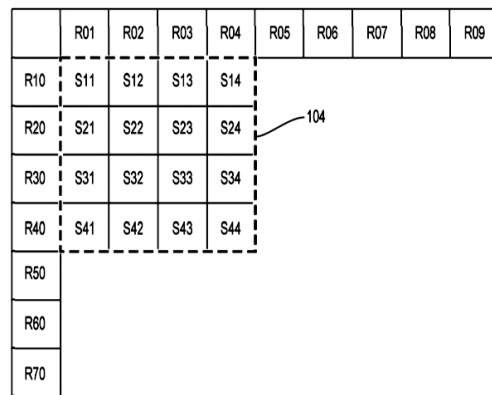 R01 R02 R03 R04 R05 R06 R07 R08 R09
R10 S11 S12 S13 S14
104
R20 S21 S22 S23 S24
R30 S31 S32 S33 S34
R40 S41 S42 S43 S44
R50
R60
R70